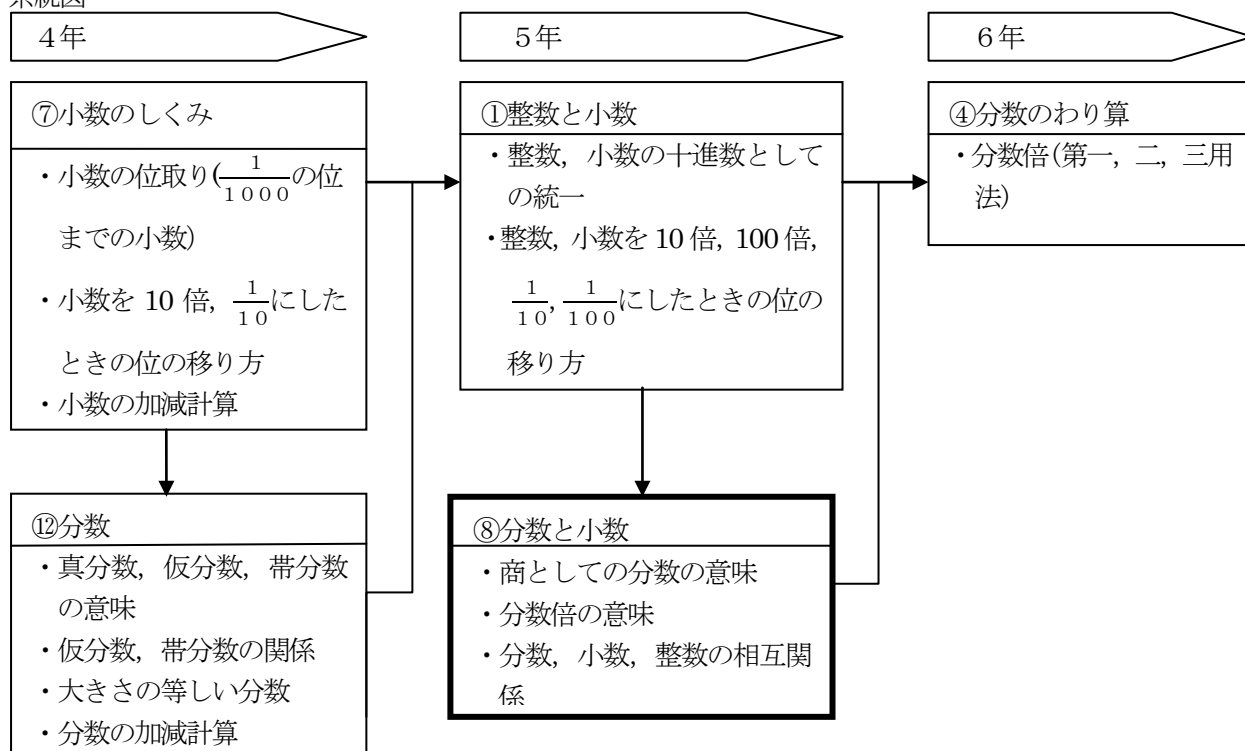 系統図
4年
5年
6年
⑦小数のしくみ
・小数の位取り(1/1000の位
までの小数)
・小数を 10 倍, 1/10にした
ときの位の移り方
・小数の加減計算
①整数と小数
・整数, 小数の十進数として
の統一
・整数, 小数を 10 倍, 100 倍,
1/10, 1/100にしたときの位の
移り方
④分数のわり算
・分数倍(第一, 二, 三用
法)
⑫分数
・真分数, 仮分数, 帯分数
の意味
・仮分数, 帯分数の関係
・大きさの等しい分数
・分数の加減計算
⑧分数と小数
・商としての分数の意味
・分数倍の意味
・分数, 小数, 整数の相互関
係